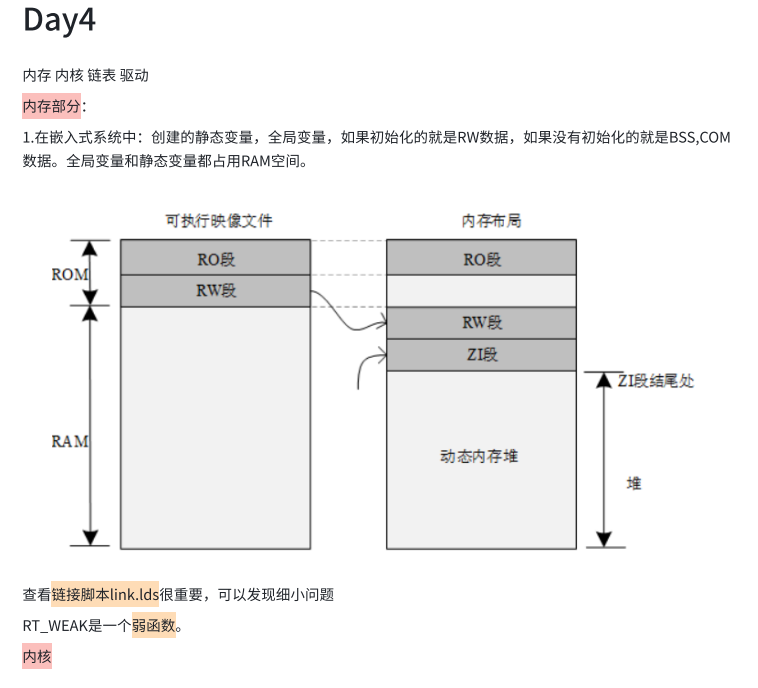 Day4
内存 内核 链表 驱动
内存部分：
1.在嵌入式系统中：创建的静态变量，全局变量，如果初始化的就是RW数据，如果没有初始化的就是BSS,COM
数据。全局变量和静态变量都占用RAM空间。
可执行映像文件
内存布局
ROM
RO段
RO段
RW段
RW段
ZI段
ZI段结尾处
RAM
动态内存堆
堆
查看链接脚本link.lds很重要，可以发现细小问题
RT_WEAK是一个弱函数。
内核